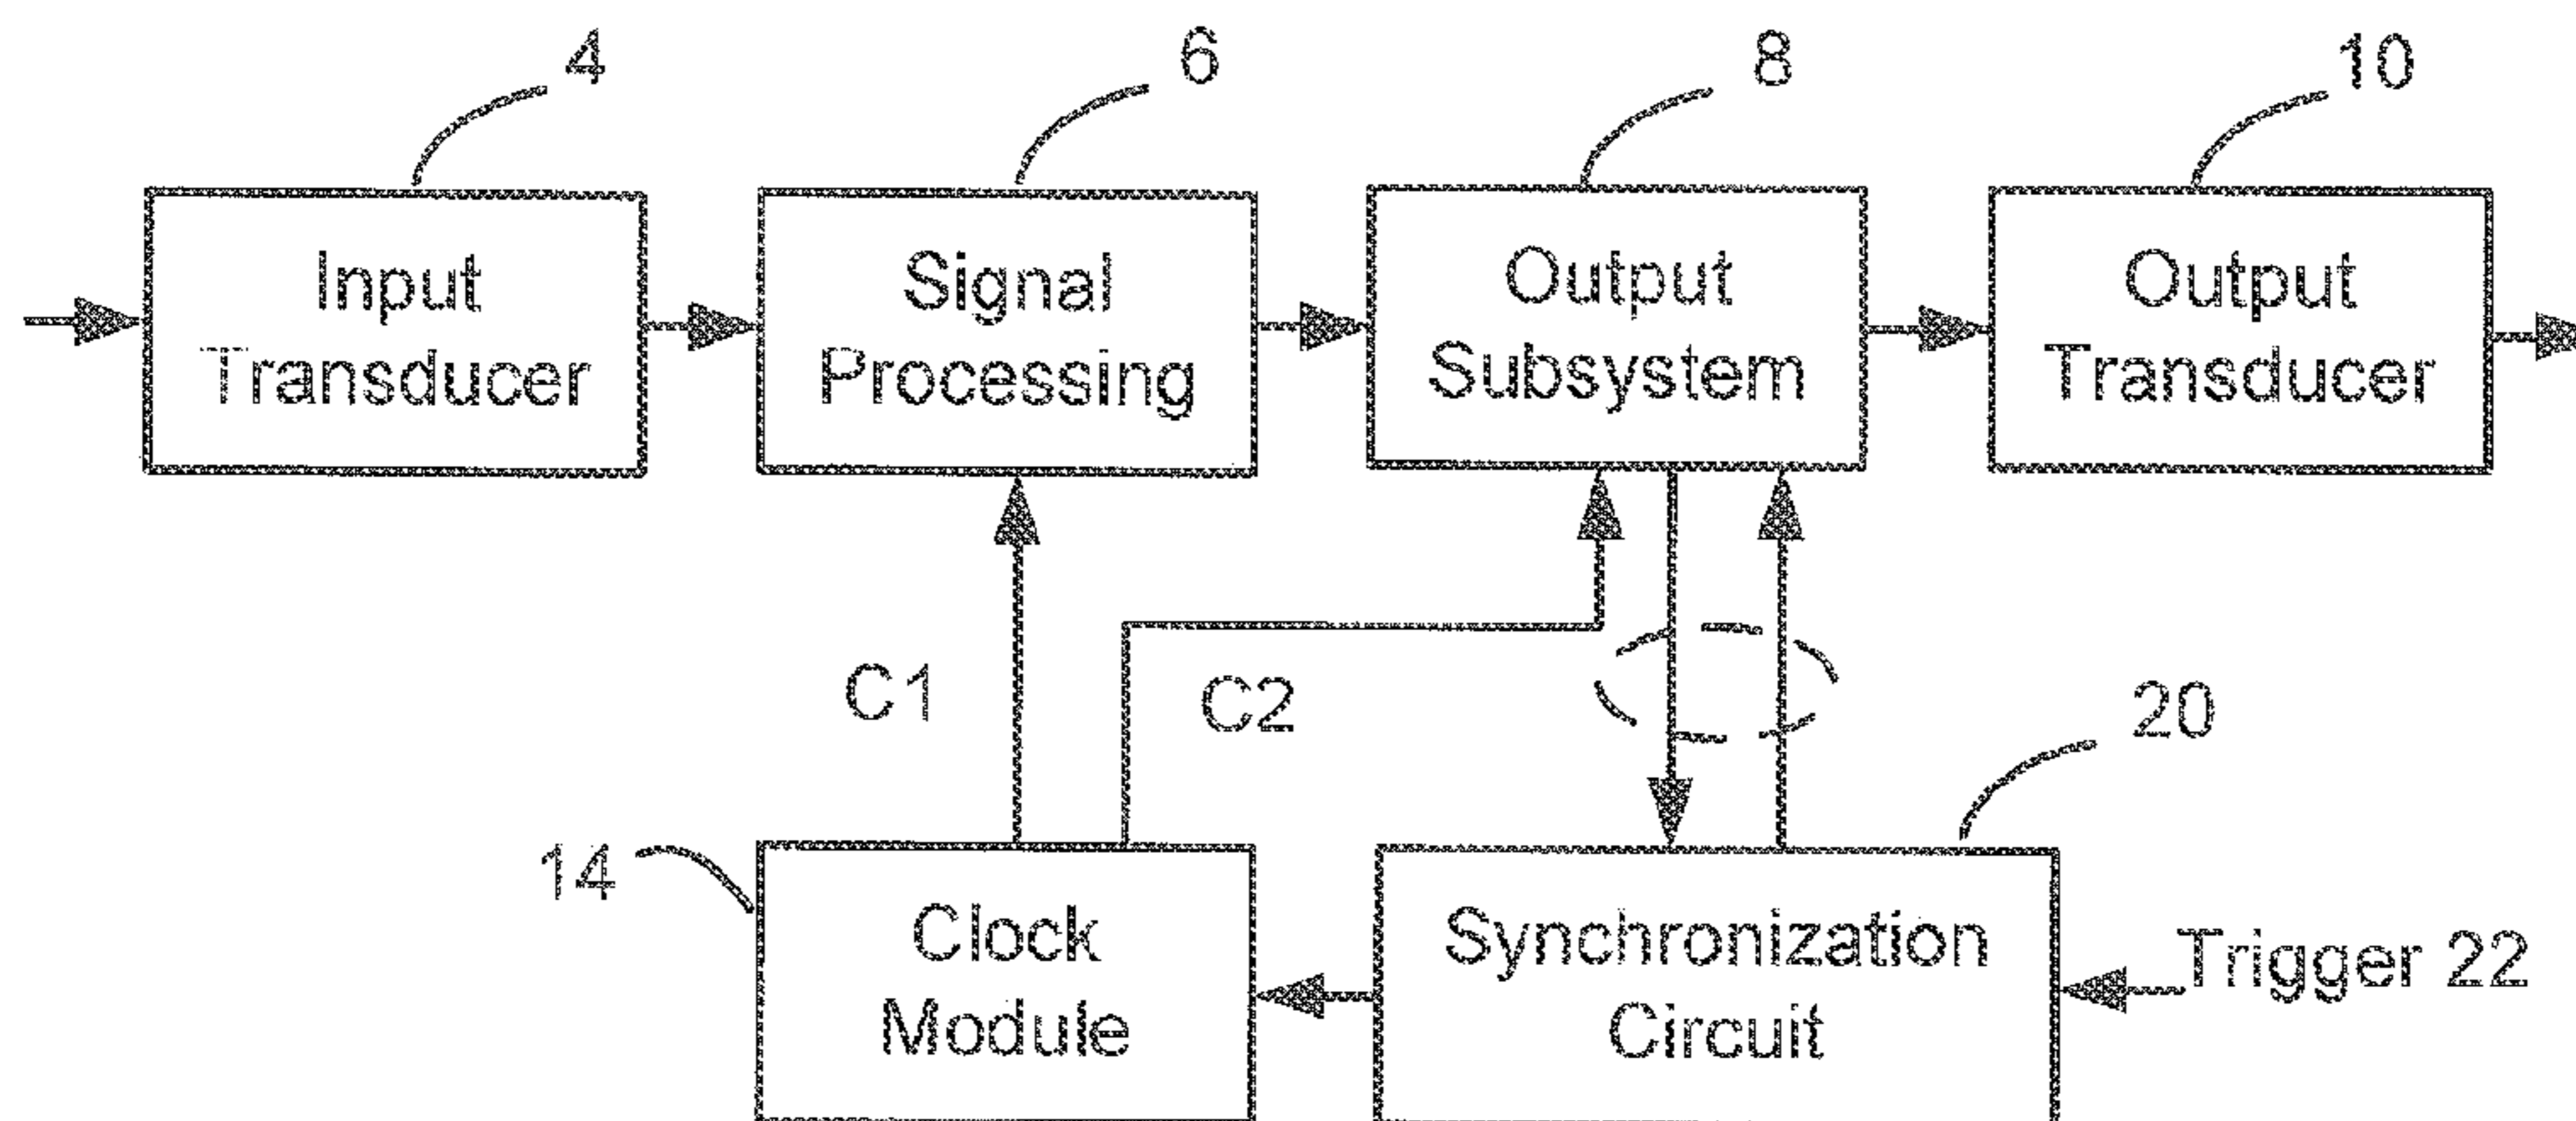 4
6
8
10
Input
Transducer
Signal
Processing
Output
Subsystem
Output
Transducer
C1
C2
20
14
Clock
Module
Synchronization
Circuit
Trigger 22